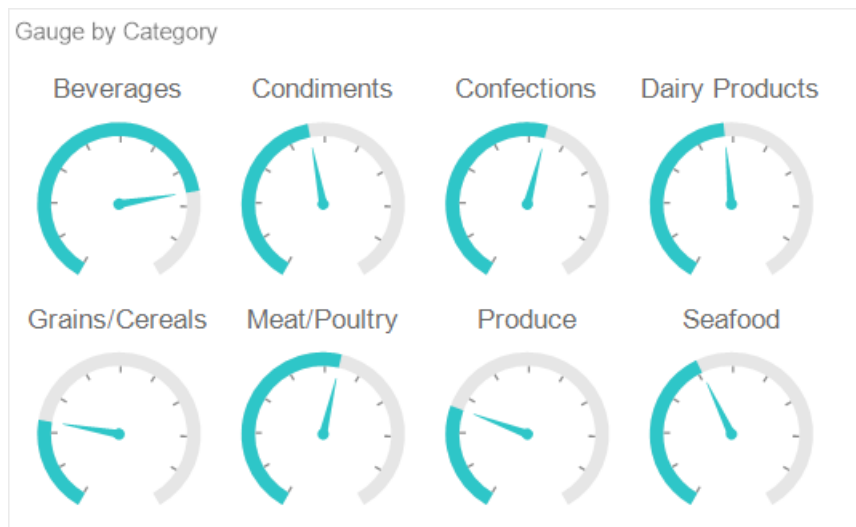 Gauge by Category
Beverages Condiments Confections Dairy Products
Grains/Cereals Meat/Poultry Produce Seafood